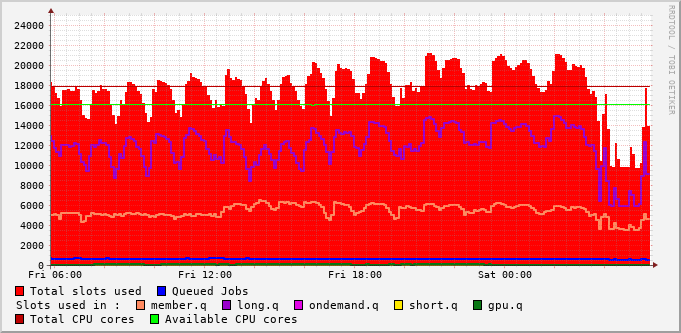 24000
22000
20000
18000
16000
14000
12000
10000
8000
6000
4000
2000
0
Fri 06:00 Fri 12:00 Fri 18:00 Sat 00:00
RRDTOOL / TOBI OETIKER
Total slots used Queued Jobs
Slots used in : member.q long.q ondemand.q short.q gpu.q
Total CPU cores Available CPU cores